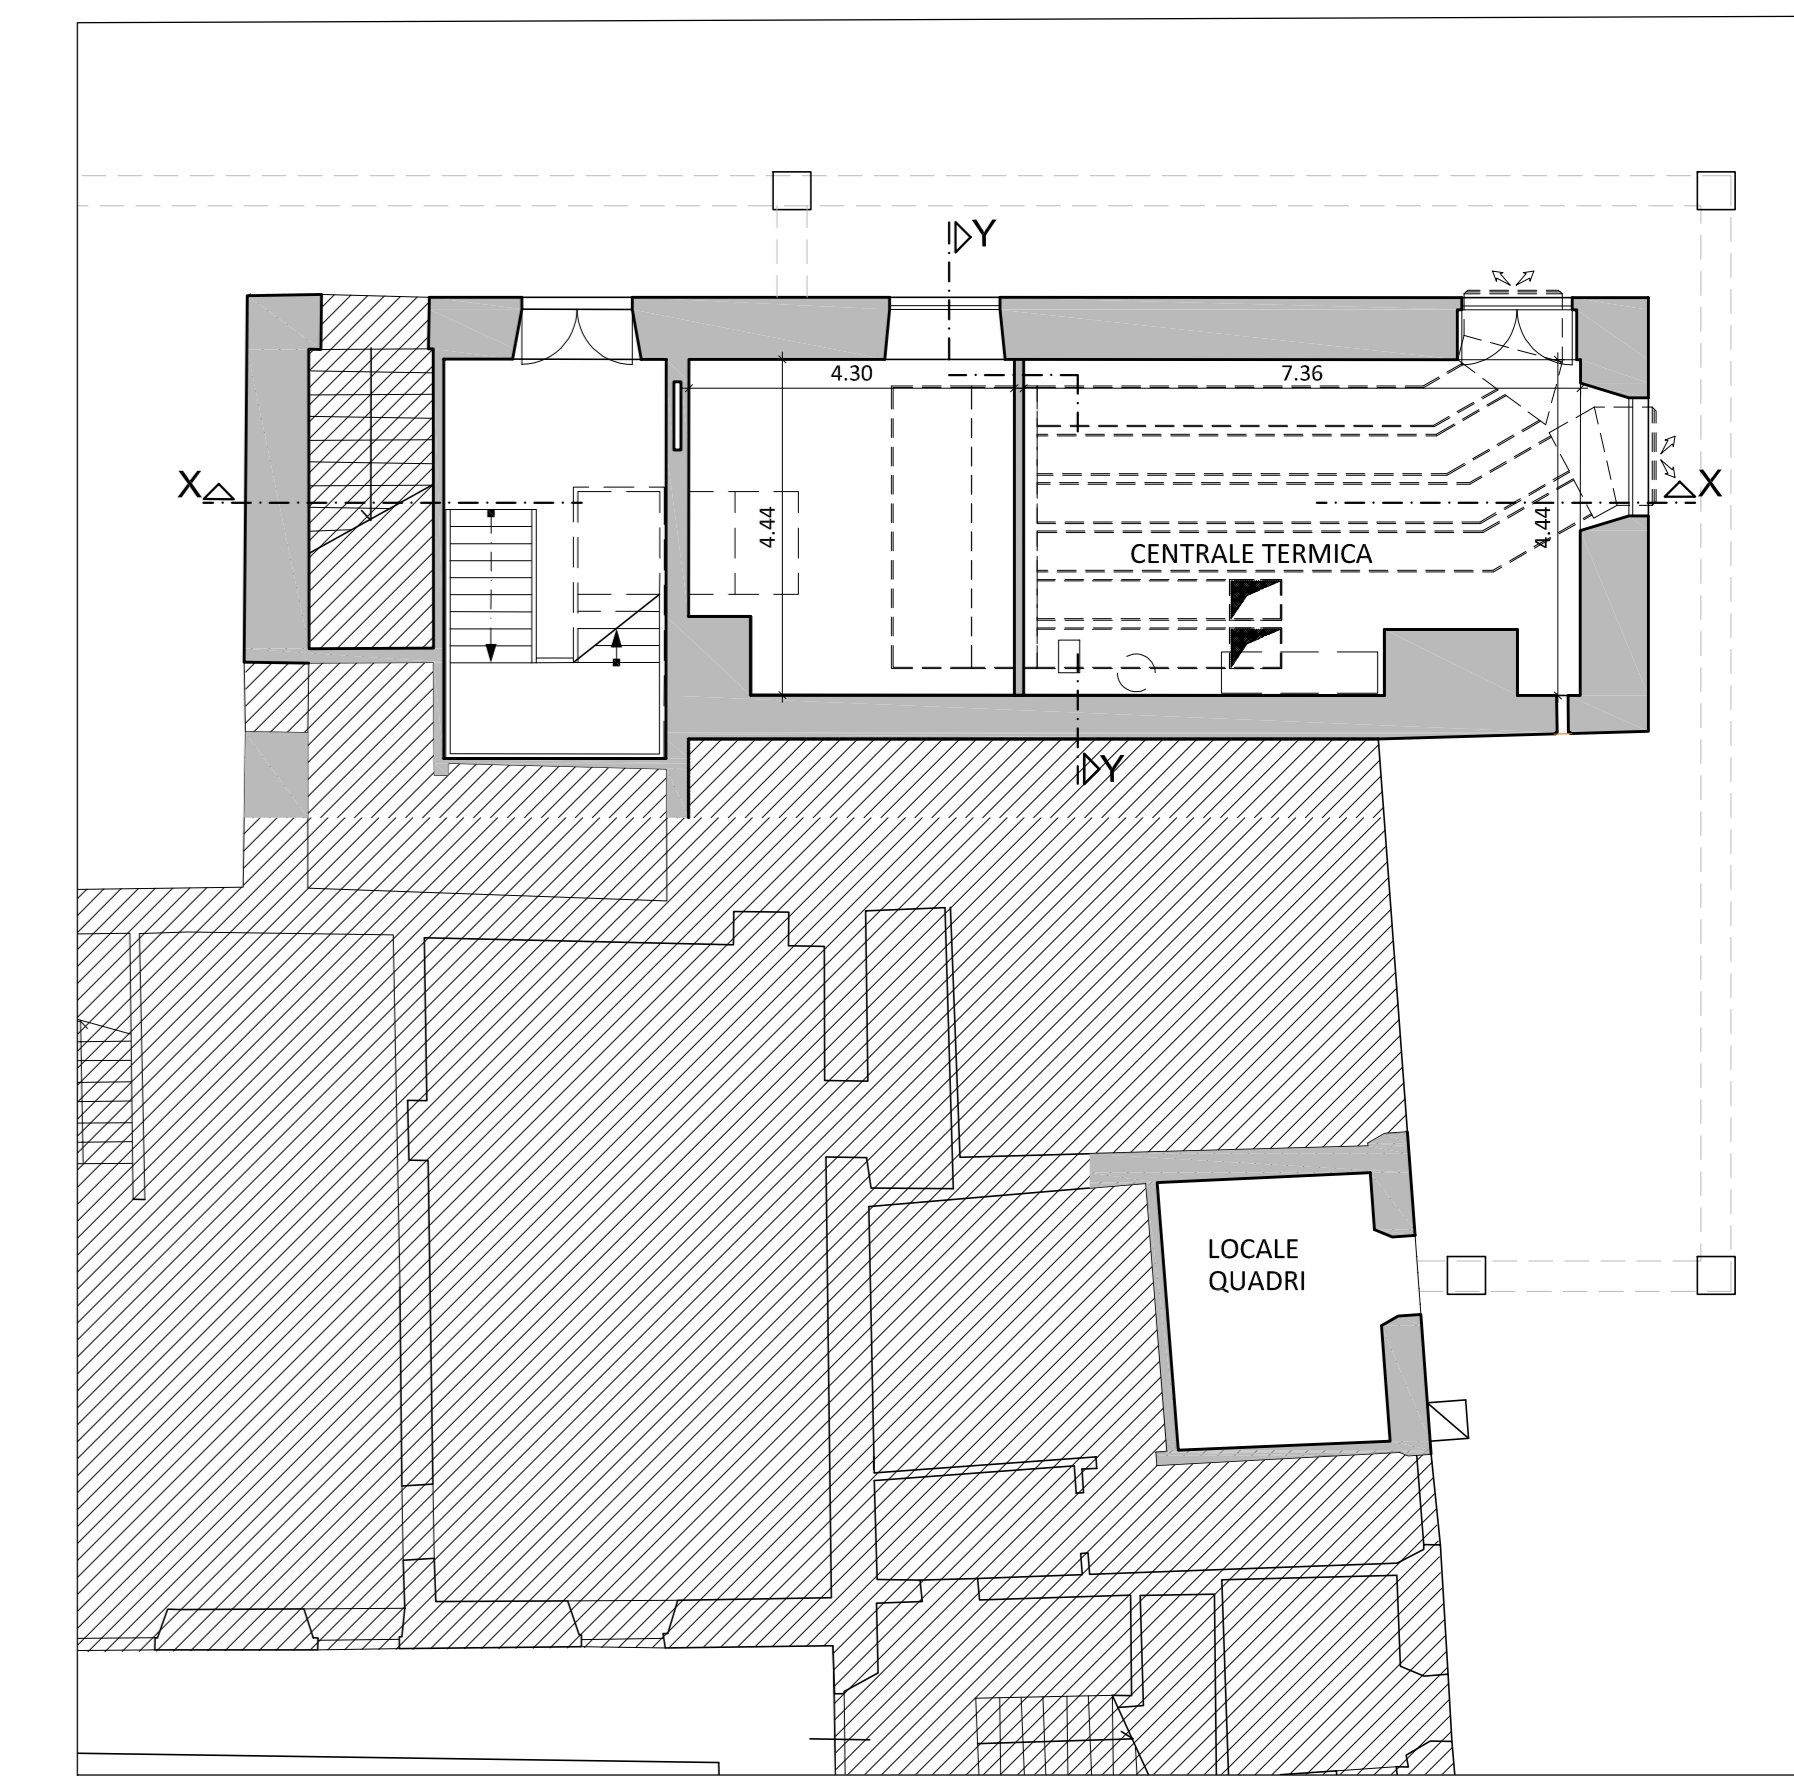 Y
4.30
7.36
X
X
4.44
4.44
CENTRALE TERMICA
Y
LOCALE
QUADRI